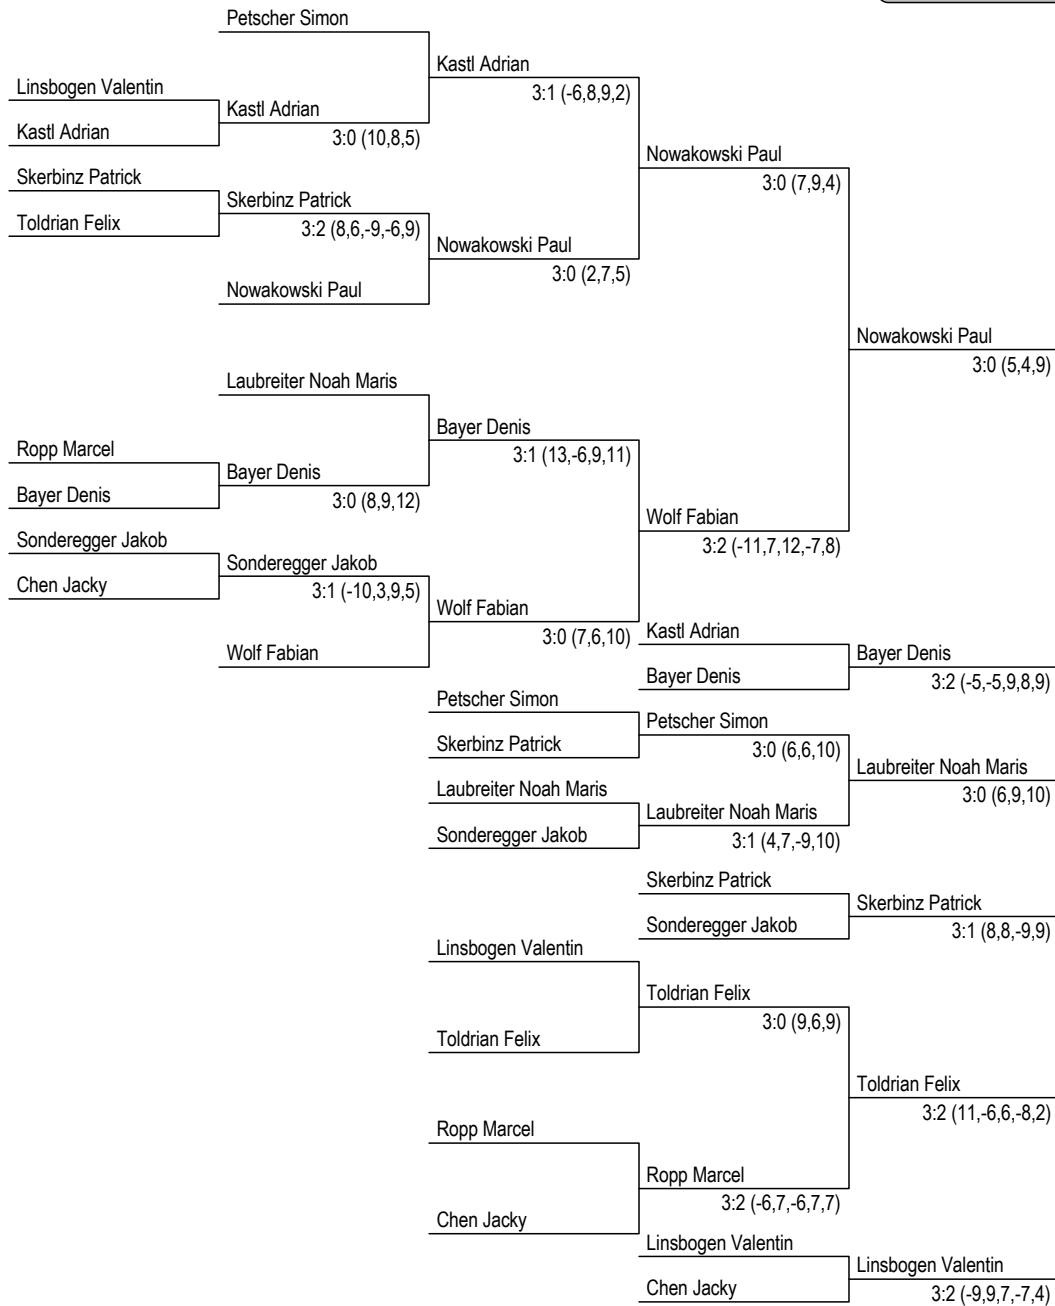 Petscher Simon
Kastl Adrian
3:1 (-6,8,9,2)
Linsbogen Valentin
Kastl Adrian
3:0 (10,8,5)
Kastl Adrian
Nowakowski Paul
3:0 (7,9,4)
Skerbinz Patrick
Skerbinz Patrick
3:2 (8,6,-9,-6,9)
Toldrian Felix
Nowakowski Paul
3:0 (2,7,5)
Nowakowski Paul
Nowakowski Paul
3:0 (5,4,9)
Laubreiter Noah Maris
Bayer Denis
3:1 (13,-6,9,11)
Ropp Marcel
Bayer Denis
3:0 (8,9,12)
Bayer Denis
Wolf Fabian
3:2 (-11,7,12,-7,8)
Sonderegger Jakob
Sonderegger Jakob
3:1 (-10,3,9,5)
Chen Jacky
Wolf Fabian
3:0 (7,6,10)
Wolf Fabian
Kastl Adrian
Bayer Denis
3:2 (-5,-5,9,8,9)
Bayer Denis
Petscher Simon
Petscher Simon
3:0 (6,6,10)
Skerbinz Patrick
Laubreiter Noah Maris
3:0 (6,9,10)
Laubreiter Noah Maris
Laubreiter Noah Maris
3:1 (4,7,-9,10)
Sonderegger Jakob
Skerbinz Patrick
Skerbinz Patrick
3:1 (8,8,-9,9)
Sonderegger Jakob
Linsbogen Valentin
Toldrian Felix
3:0 (9,6,9)
Toldrian Felix
Toldrian Felix
3:2 (11,-6,6,-8,2)
Ropp Marcel
Ropp Marcel
3:2 (-6,7,-6,7,7)
Chen Jacky
Linsbogen Valentin
Linsbogen Valentin
3:2 (-9,9,7,-7,4)
Chen Jacky